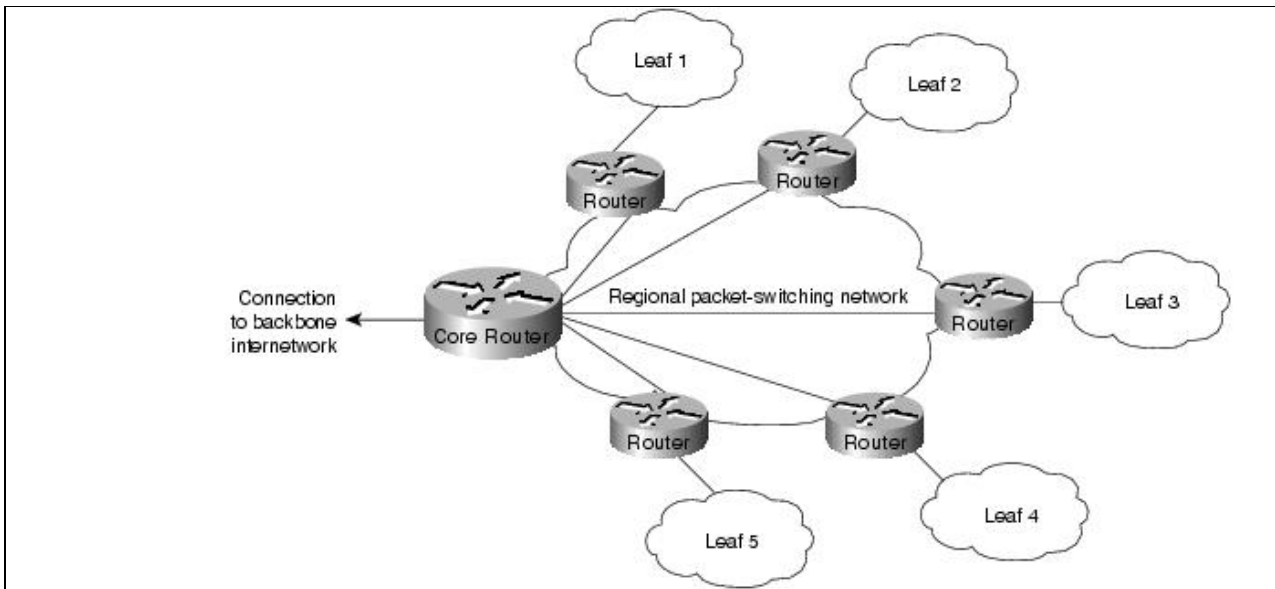 Leaf 1
Leaf 2
Router
Router
Connection
to backbone
internetwork
Core Router
Regional packet-switching network
Router
Leaf 3
Router
Router
Leaf 4
Leaf 5